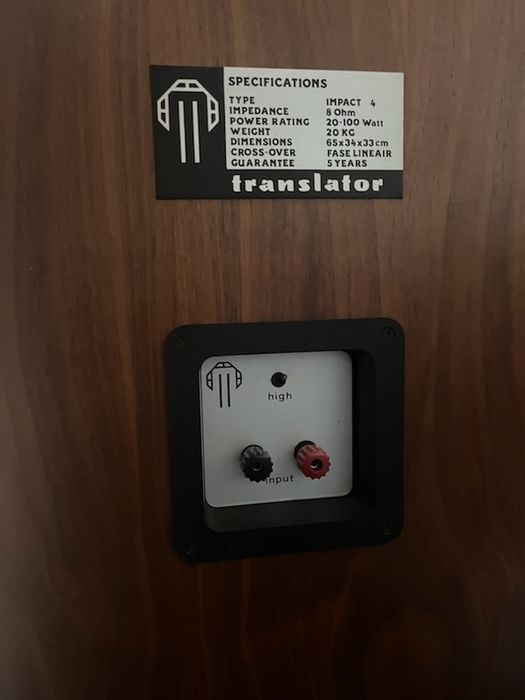 SPECIFICATIONS
TYPE IMPACT 4
IMPEDANCE 8 Ohm
POWER RATING 20-100 Watt
WEIGHT 20 KG
DIMENSIONS 65x34x33cm
CROSS-OVER FASE LINEAIR
GUARANTEE 5 YEARS
translator
high
input